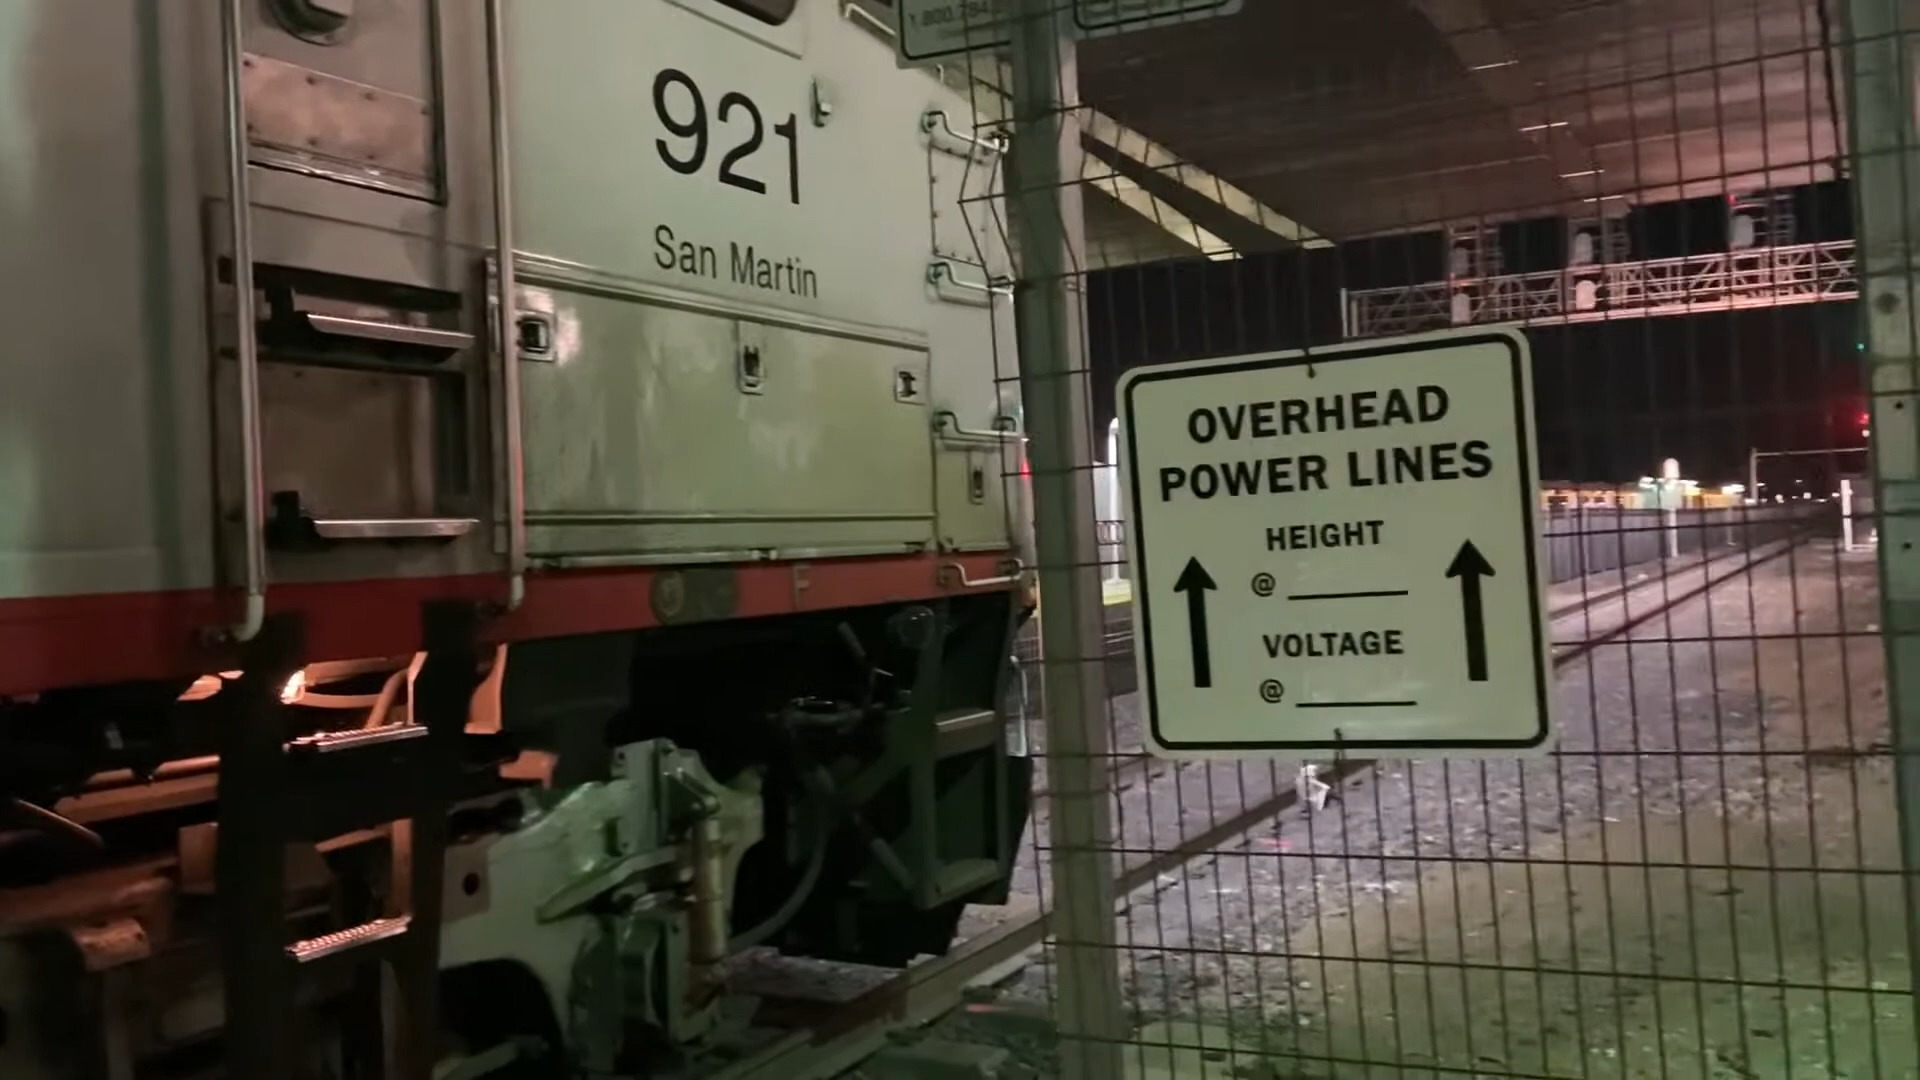 921
San Martin
F
OVERHEAD
POWER LINES
HEIGHT
@
VOLTAGE
@